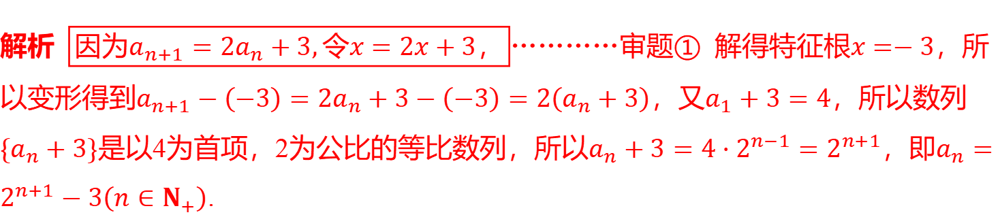 解析 因为$a_{n+1} = 2a_n + 3$,令$x = 2x + 3$, …………审题① 解得特征根$x = -3$，所
以变形得到$a_{n+1} - (-3) = 2a_n + 3 - (-3) = 2(a_n + 3)$，又$a_1 + 3 = 4$，所以数列
$\{a_n + 3\}$是以4为首项，2为公比的等比数列，所以$a_n + 3 = 4 \cdot 2^{n-1} = 2^{n+1}$，即$a_n =$
$2^{n+1} - 3(n \in \mathbf{N}_+)$.